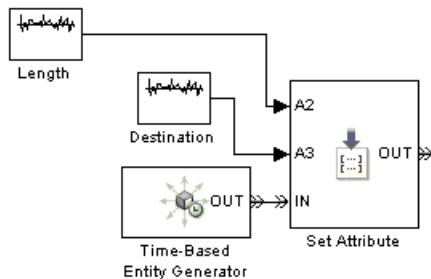 Length
A2
Destination
A3
OUT
OUT
IN
[...]
Time-Based
Entity Generator
Set Attribute